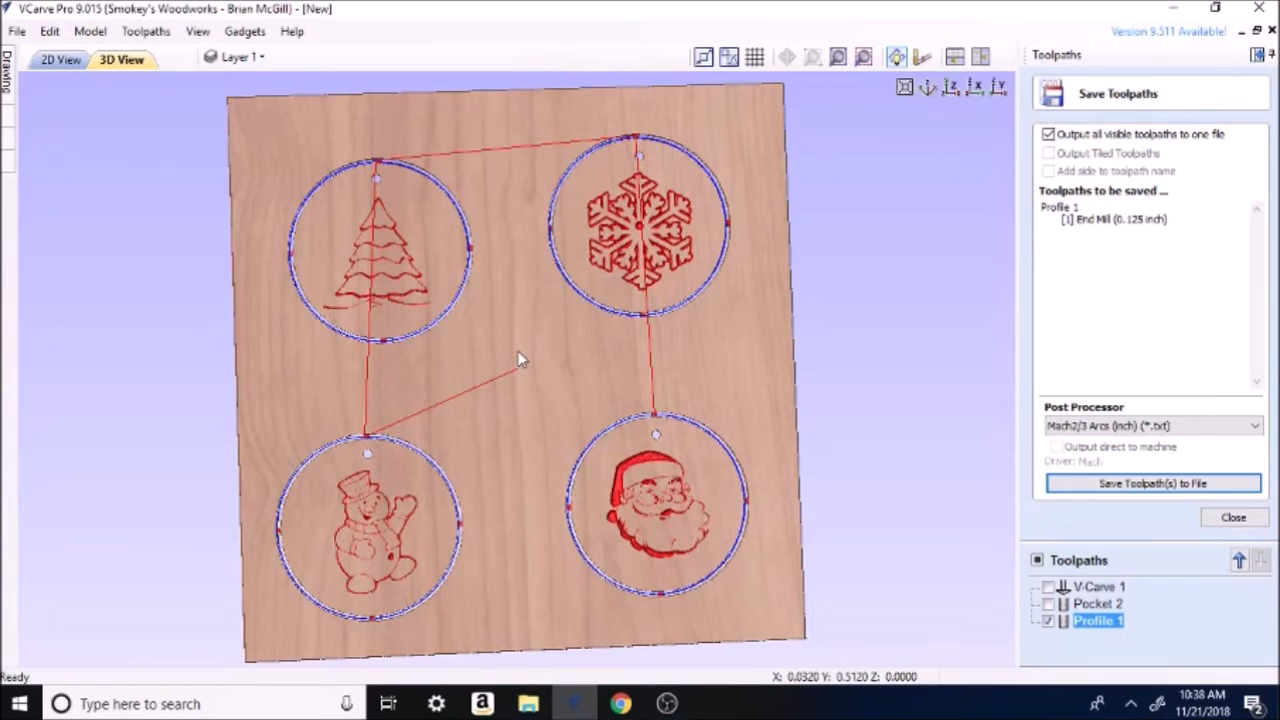 VCarve Pro 9.015 (Smokey's Woodworks - Brian McGill) - [New]
File Edit Model Toolpaths View Gadgets Help
Version 9.511 Available!
2D View 3D View Layer 1
Drawing
Toolpaths
Save Toolpaths
Output all visible toolpaths to one file
Output Tiled Toolpaths
Add side to toolpath name
Toolpaths to be saved ...
Profile 1
[1] End Mill (0.125 inch)
Post Processor
Mach2/3 Arcs (inch) (*.txt)
Output direct to machine
Driver: Mach
Save Toolpath(s) to File
Close
Toolpaths
V-Carve 1
Pocket 2
Profile 1
Ready
X: 0.0320 Y: 0.5120 Z: 0.0000
Type here to search
10:38 AM
11/21/2018
2